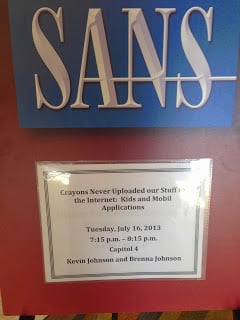 SANS
Crayons Never Uploaded our Stuff to
the Internet: Kids and Mobil
Applications
Tuesday, July 16, 2013
7:15 p.m. – 8:15 p.m.
Capitol 4
Kevin Johnson and Brenna Johnson